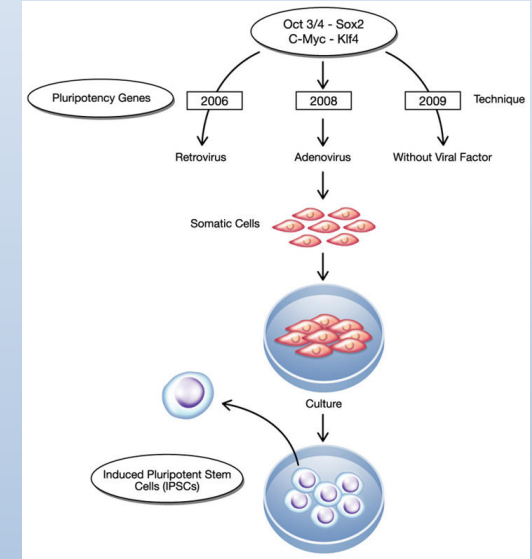 Oct 3/4 - Sox2
C-Myc - Klf4
Pluripotency Genes
2006
2008
2009
Technique
Retrovirus
Adenovirus
Without Viral Factor
Somatic Cells
Culture
Induced Pluripotent Stem
Cells (IPSCs)